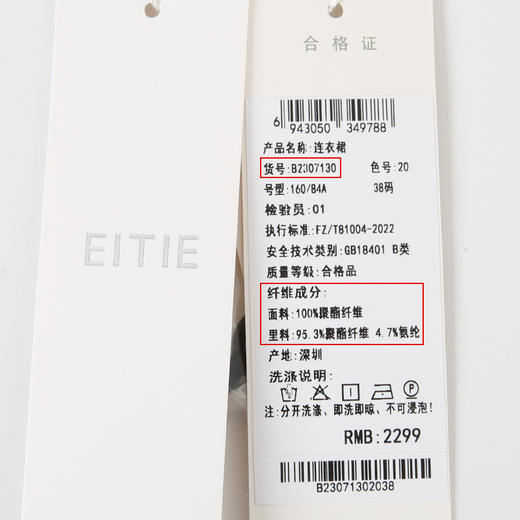 EITIE
合格证
6 943050 349788
产品名称:连衣裙
货号:B2307130 色号:20
号型:160/84A 38码
检验员:01
执行标准:FZ/T81004-2022
安全技术类别:GB18401 B类
质量等级:合格品
纤维成分:
面料:100%聚酯纤维
里料:95.3%聚酯纤维 4.7%氨纶
产地:深圳
洗涤说明:
注:分开洗涤、即洗即晾、不可浸泡!
RMB:2299
B23071302038